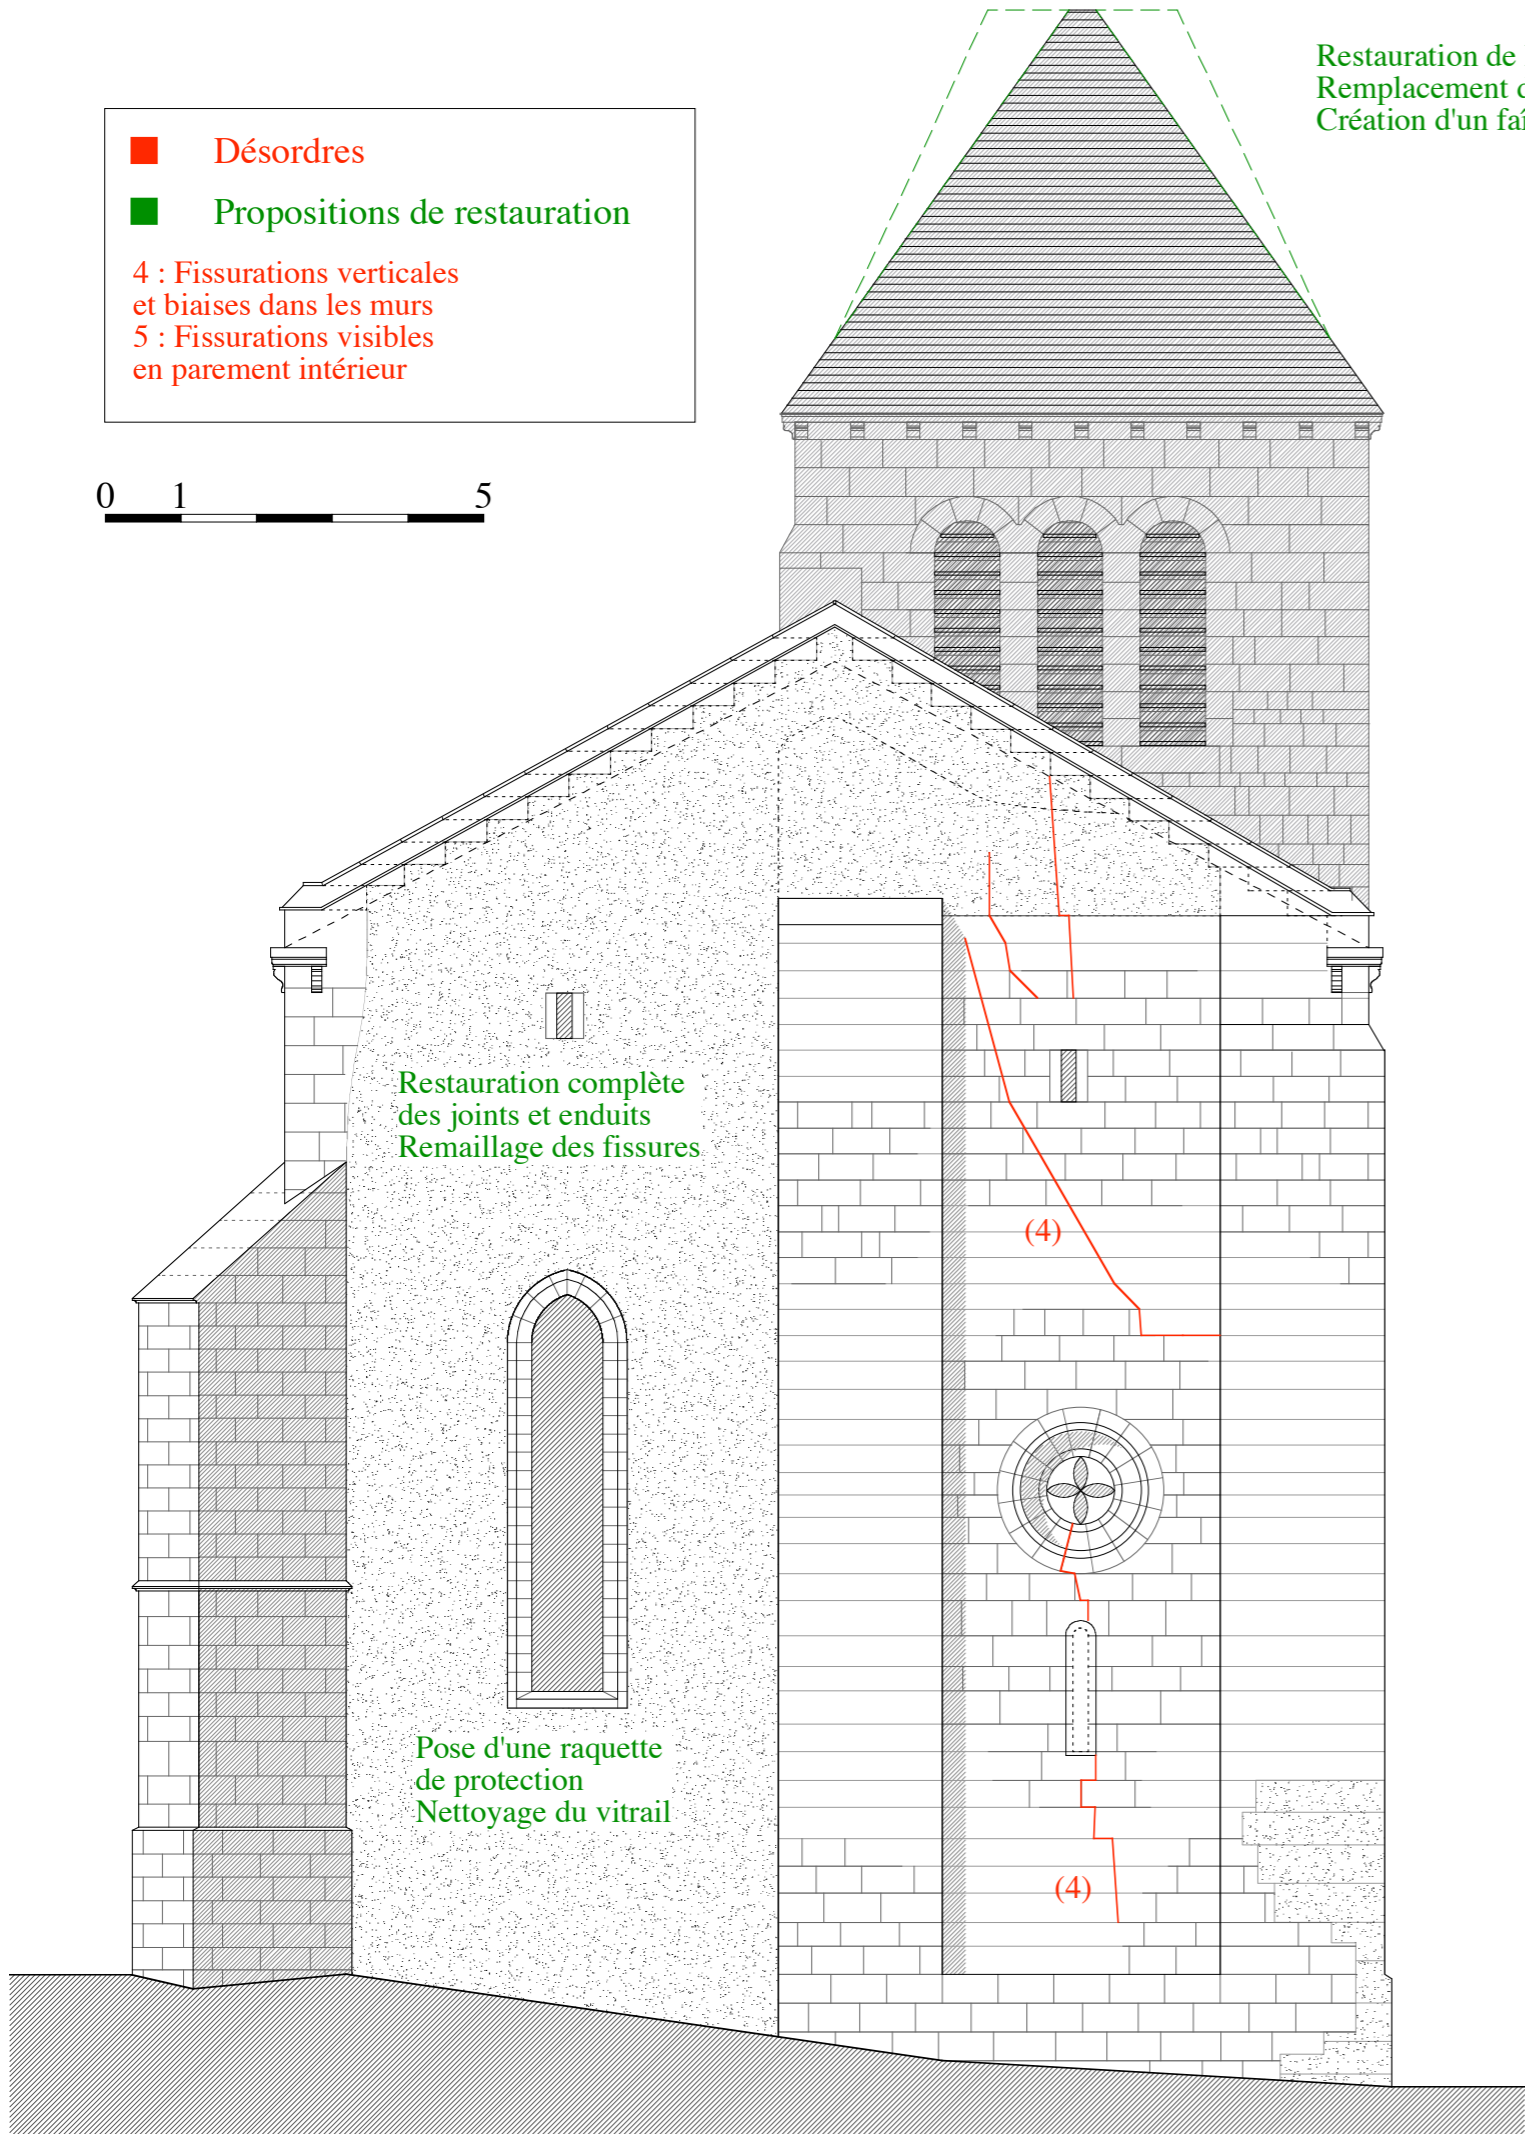 Restauration de
Remplacement
Création d'un
Désordres
Propositions de restauration
4 : Fissurations verticales
et biaises dans les murs
5 : Fissurations visibles
en parement intérieur
0 1 5
Restauration complète
des joints et enduits
Remaillage des fissures
(4)
Pose d'une raquette
de protection
Nettoyage du vitrail
(4)